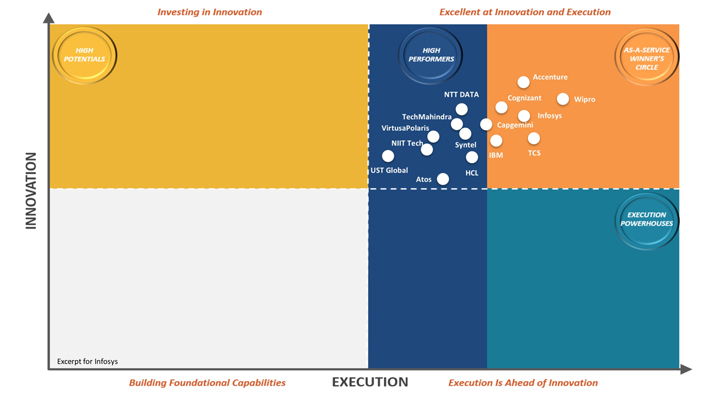 Investing in Innovation
Excellent at Innovation and Execution
HIGH
POTENTIALS
HIGH
PERFORMERS
AS-A-SERVICE
WINNER'S
CIRCLE
Accenture
NTT DATA
Cognizant
Wipro
TechMahindra
Infosys
VirtusaPolaris
Capgemini
NIIT Tech
Syntel
IBM
TCS
UST Global
HCL
Atos
INNOVATION
EXECUTION
POWERHOUSES
Excerpt for Infosys
Building Foundational Capabilities
EXECUTION
Execution Is Ahead of Innovation